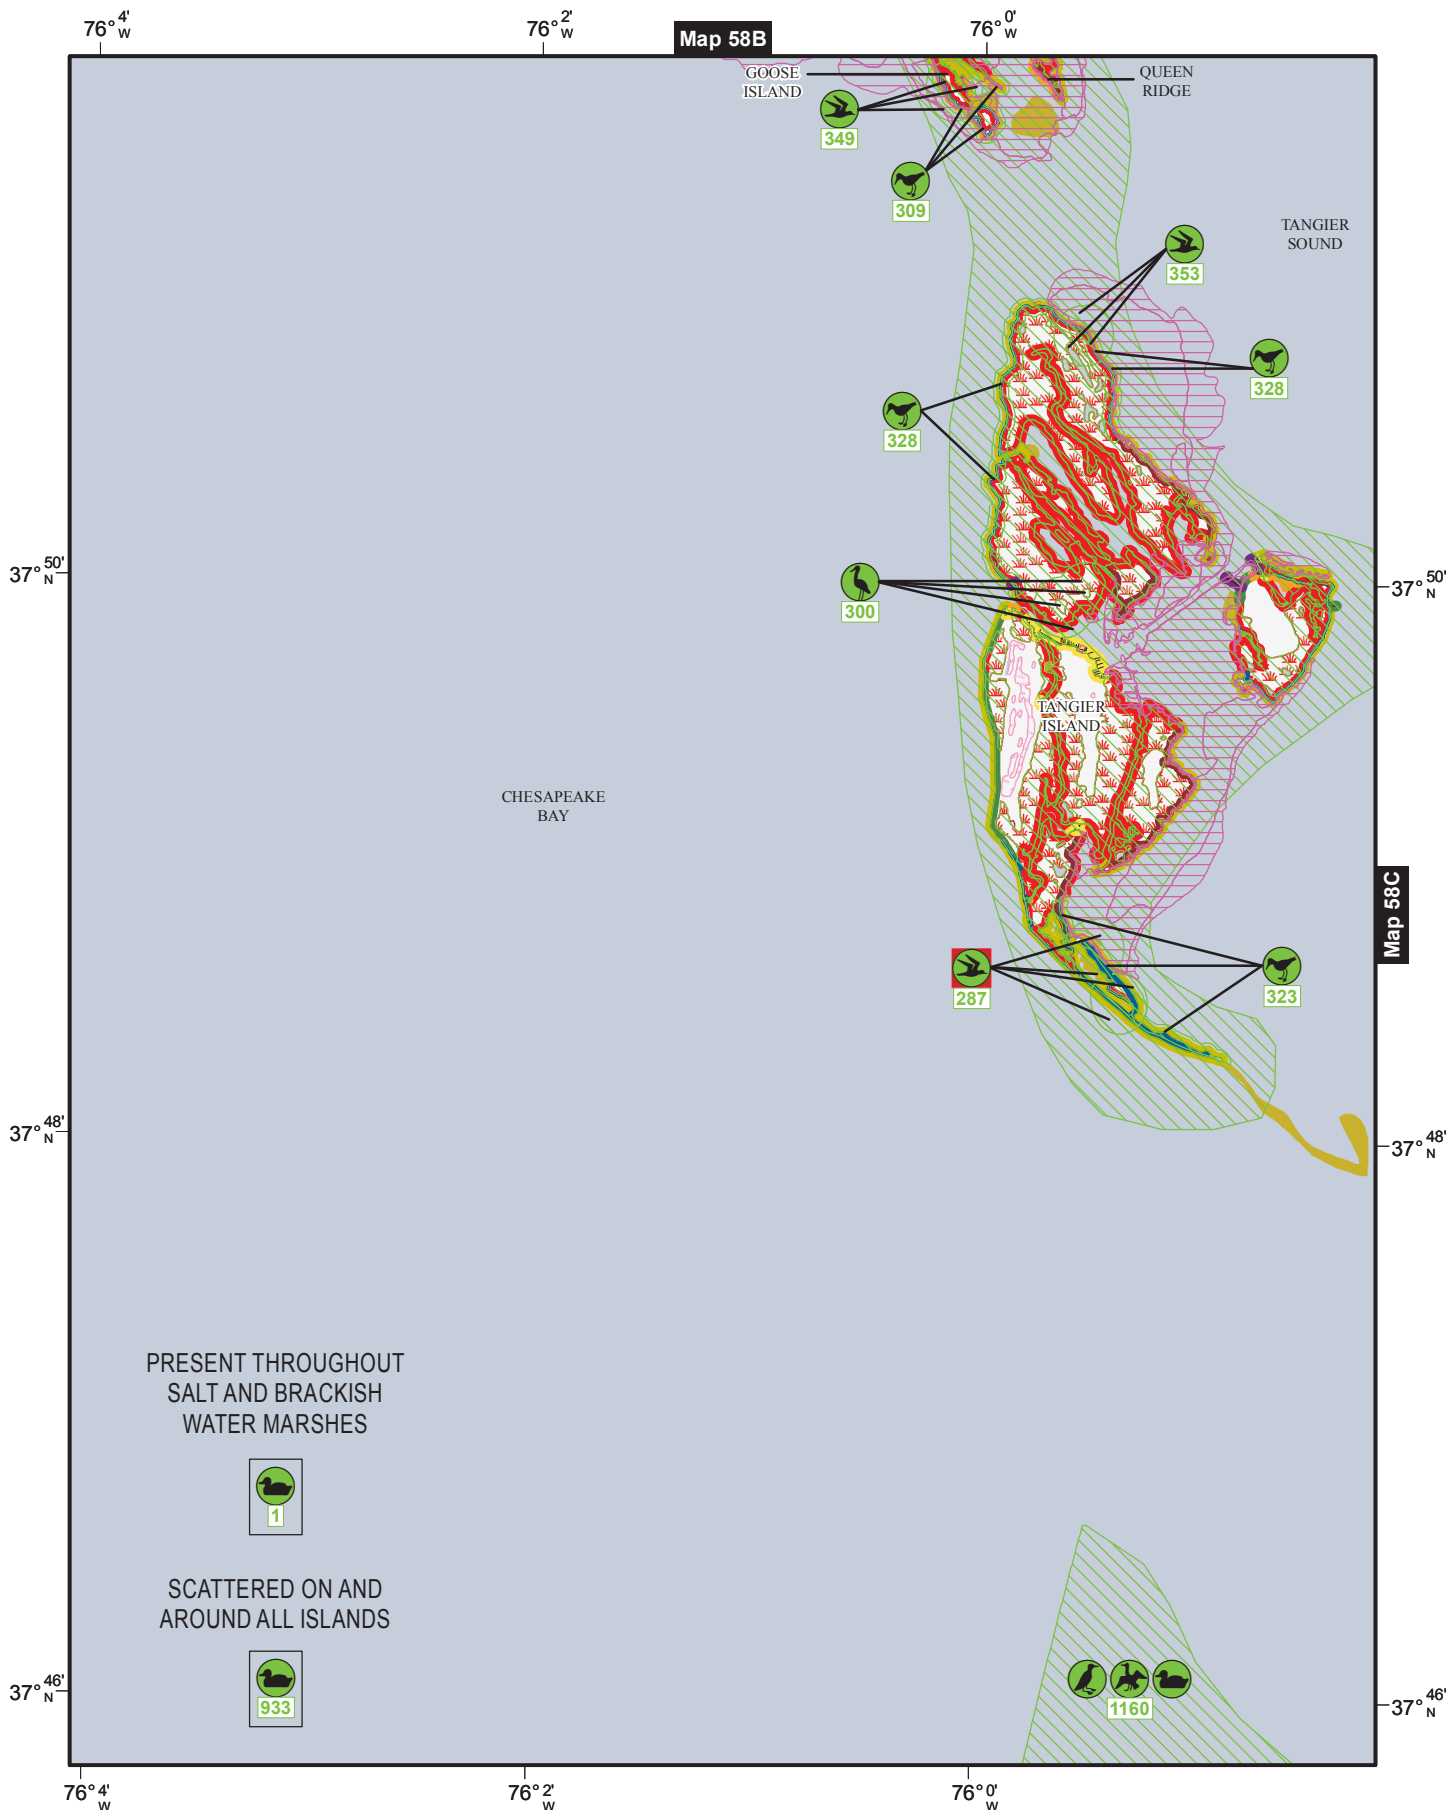 76° 4' W
76° 2' W
76° 0' W
Map 58B
GOOSE
ISLAND
QUEEN
RIDGE
349
309
TANGIER
SOUND
353
328
328
37° 50' N
37° 50' N
300
TANGIER
ISLAND
CHESAPEAKE
BAY
Map 58C
287
323
37° 48' N
37° 48' N
PRESENT THROUGHOUT
SALT AND BRACKISH
WATER MARSHES
1
SCATTERED ON AND
AROUND ALL ISLANDS
933
1160
37° 46' N
37° 46' N
76° 4' W
76° 2' W
76° 0' W